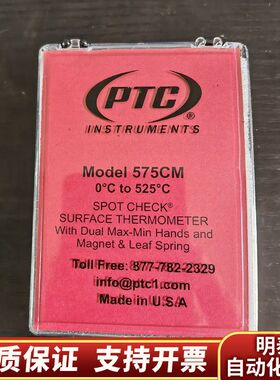 PTC®
INSTRUMENTS
Model 575CM
0°C to 525°C
SPOT CHECK®
SURFACE THERMOMETER
With Dual Max-Min Hands and
Magnet & Leaf Spring
Toll Free: 877-782-2329
info@ptc1.com
Made in U.S.A
质保证 支持开票
自动化